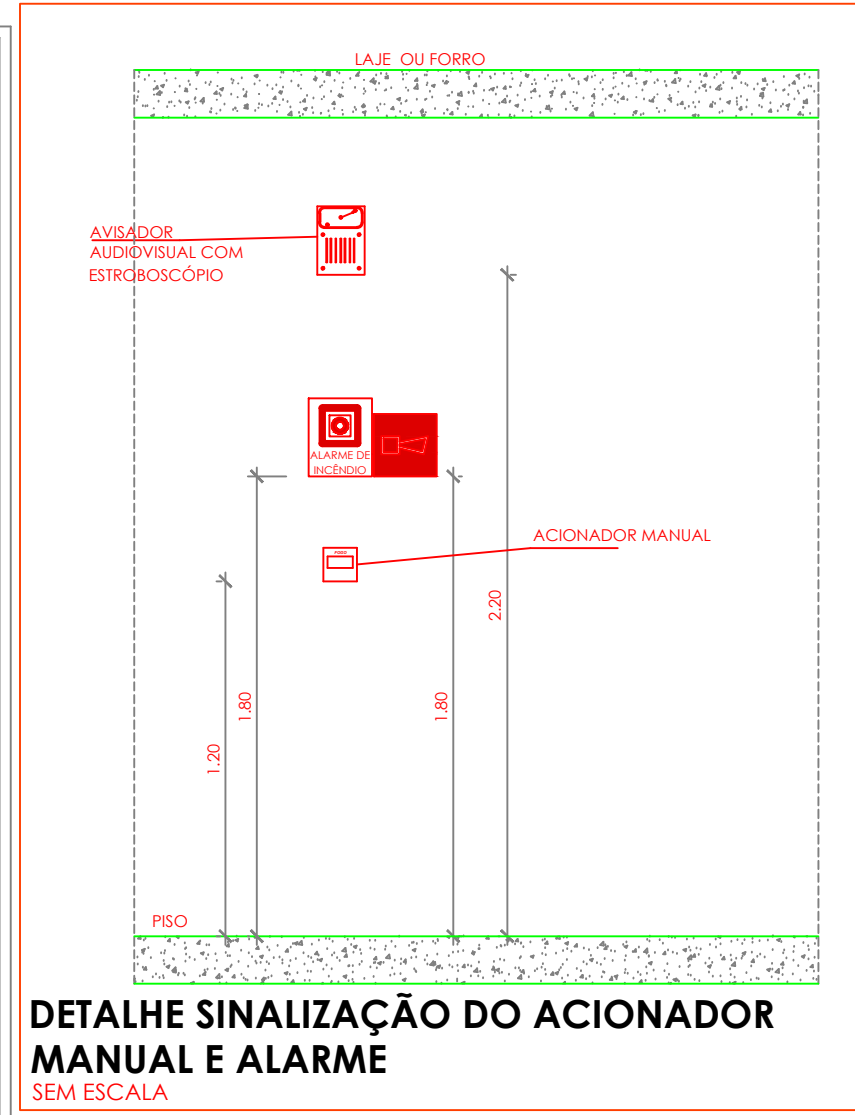 LAJE OU FORRO
AVISADOR
AUDIOVISUAL COM
ESTROBOSCÓPIO
ALARME DE
INCÊNDIO
FOGO
ACIONADOR MANUAL
2.20
1.80
1.80
1.20
PISO
DETALHE SINALIZAÇÃO DO ACIONADOR
MANUAL E ALARME
SEM ESCALA